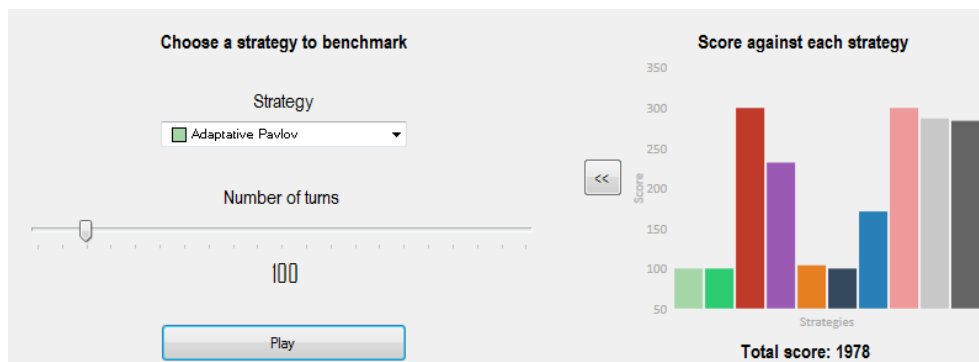 Choose a strategy to benchmark
Strategy
Adaptative Pavlov
Number of turns
100
Play
<<
Score against each strategy
350
300
250
200
150
100
50
Score
Strategies
Total score: 1978